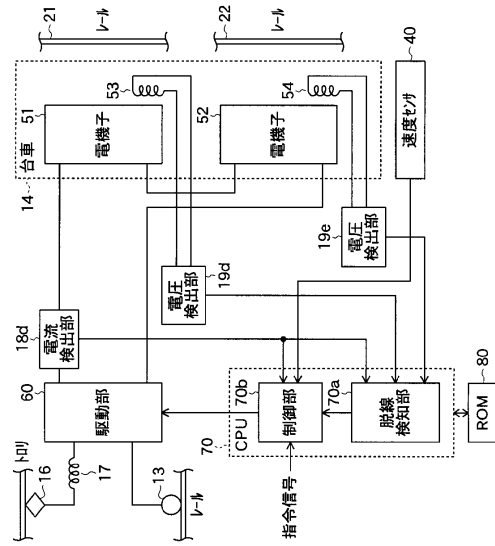 トロリ
16
17
13
レール
60
駆動部
18d
電流
検出部
14
台車
51
電機子
53
21
レール
電圧
検出部
19d
52
電機子
54
22
レール
70
CPU
70b
制御部
指令信号
19e
電圧
検出部
70a
脱線
検知部
40
速度センサ
80
ROM